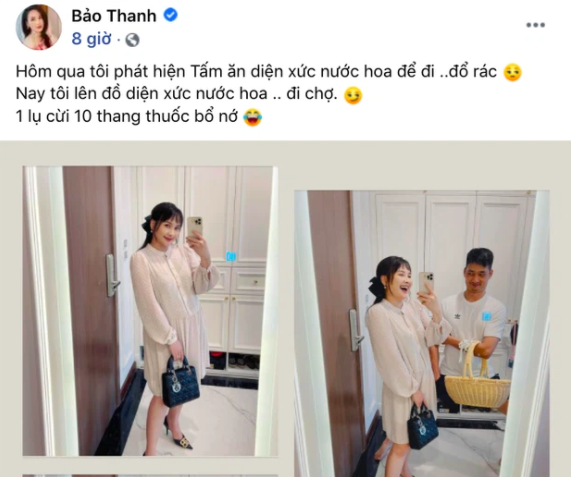 Bảo Thanh
8 giờ ·
Hôm qua tôi phát hiện Tấm ăn diện xức nước hoa để đi ..đổ rác 😒
Nay tôi lên đồ diện xức nước hoa .. đi chợ. 😏
1 lụ cừi 10 thang thuốc bổ nớ 😂